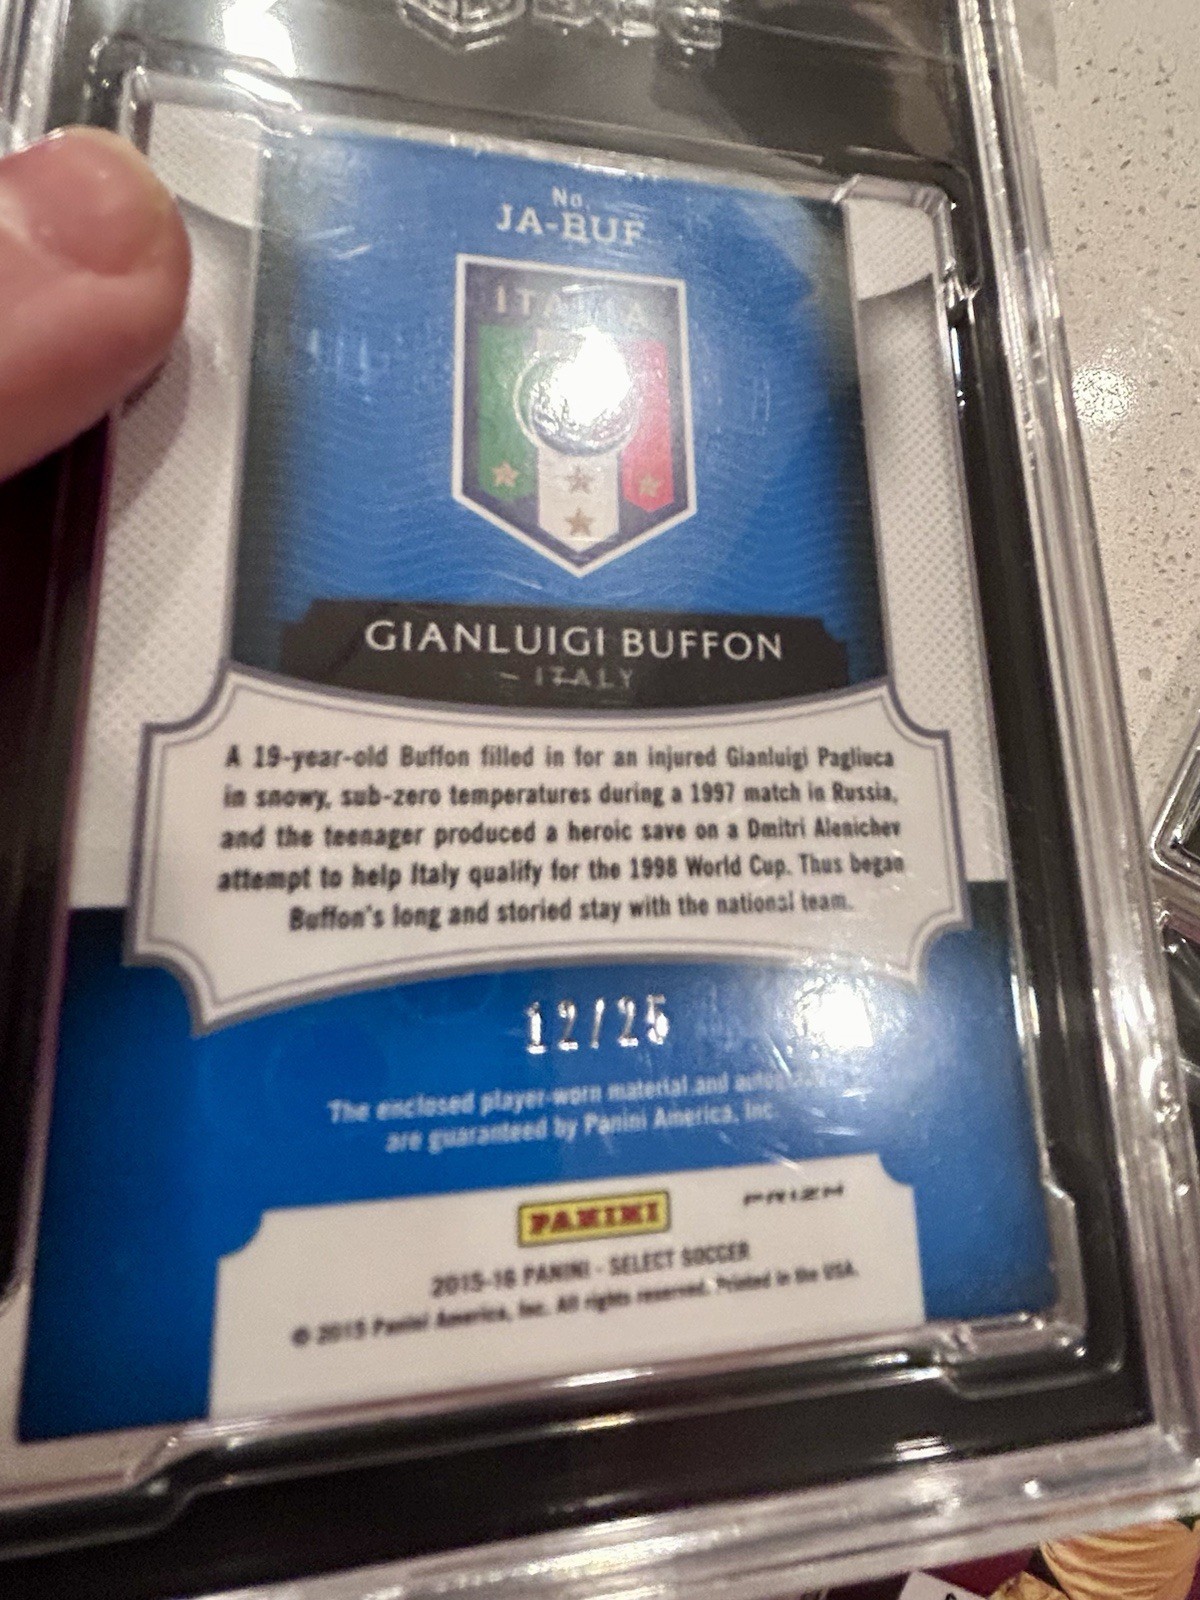 No.
JA-BUF
ITALIA
GIANLUIGI BUFFON
– ITALY
A 19-year-old Buffon filled in for an injured Gianluigi Pagliuca
in snowy, sub-zero temperatures during a 1997 match in Russia,
and the teenager produced a heroic save on a Dmitri Alenichev
attempt to help Italy qualify for the 1998 World Cup. Thus began
Buffon's long and storied stay with the national team.
12/25
The enclosed player-worn material and
are guaranteed by Panini America, Inc.
PANINI
PRIZM
2015-16 PANINI - SELECT SOCCER
© 2015 Panini America, Inc. All rights reserved. Printed in the USA.